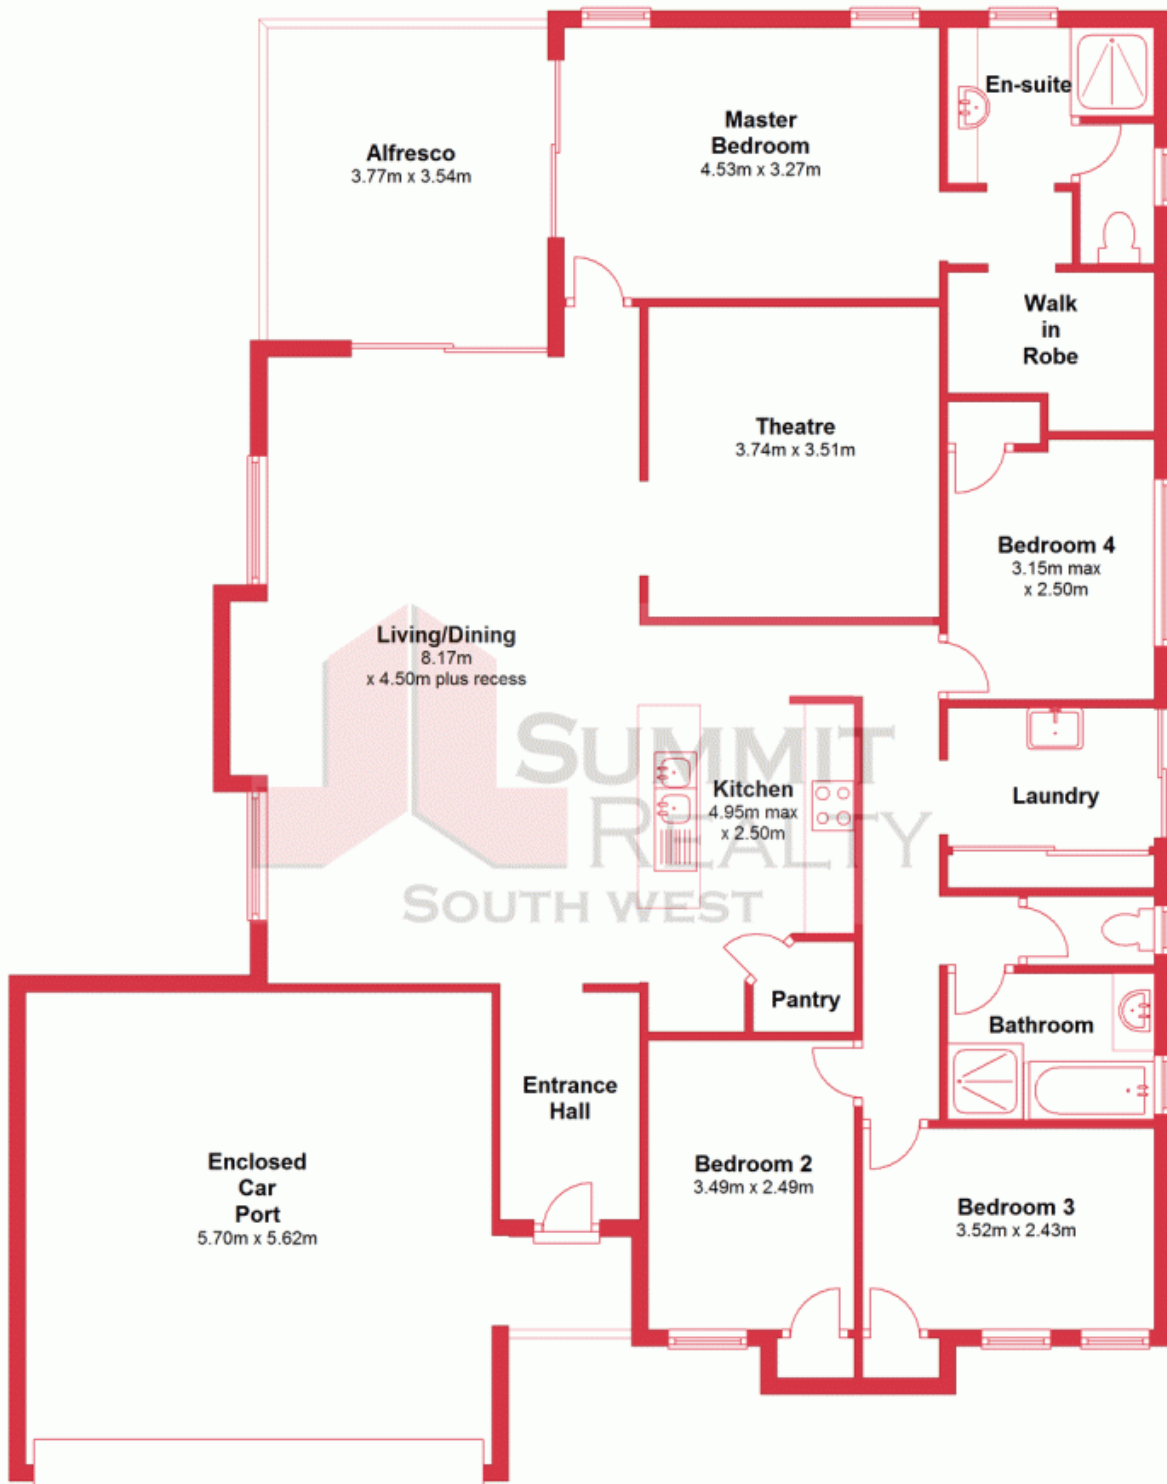 Alfresco
3.77m x 3.54m
Master
Bedroom
4.53m x 3.27m
En-suite
Walk
in
Robe
Theatre
3.74m x 3.51m
Bedroom 4
3.15m max
x 2.50m
Living/Dining
8.17m
x 4.50m plus recess
SUMMIT
REALTY
SOUTH WEST
Kitchen
4.95m max
x 2.50m
Laundry
Pantry
Bathroom
Entrance
Hall
Enclosed
Car
Port
5.70m x 5.62m
Bedroom 2
3.49m x 2.49m
Bedroom 3
3.52m x 2.43m